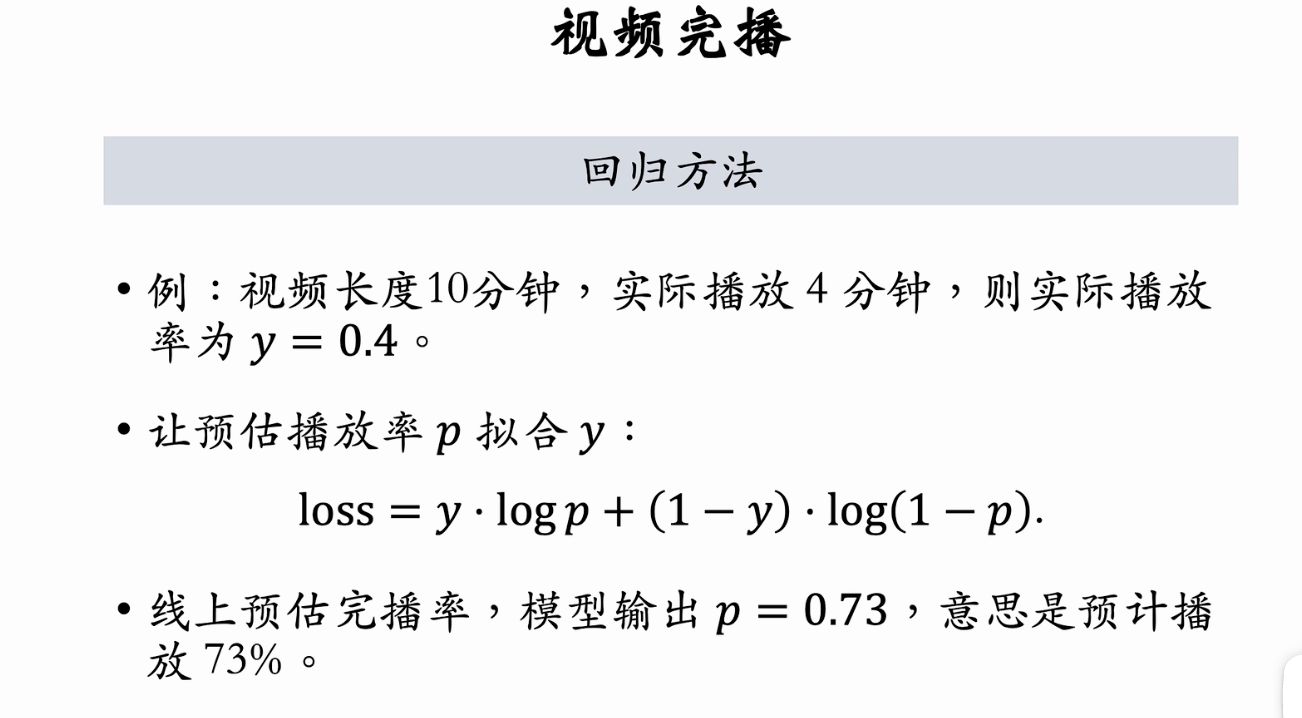 视频完播
回归方法
• 例：视频长度10分钟，实际播放 4 分钟，则实际播放
率为 y = 0.4。
• 让预估播放率 p 拟合 y：
loss = y · log p + (1 − y) · log(1 − p).
• 线上预估完播率，模型输出 p = 0.73，意思是预计播
放 73%。